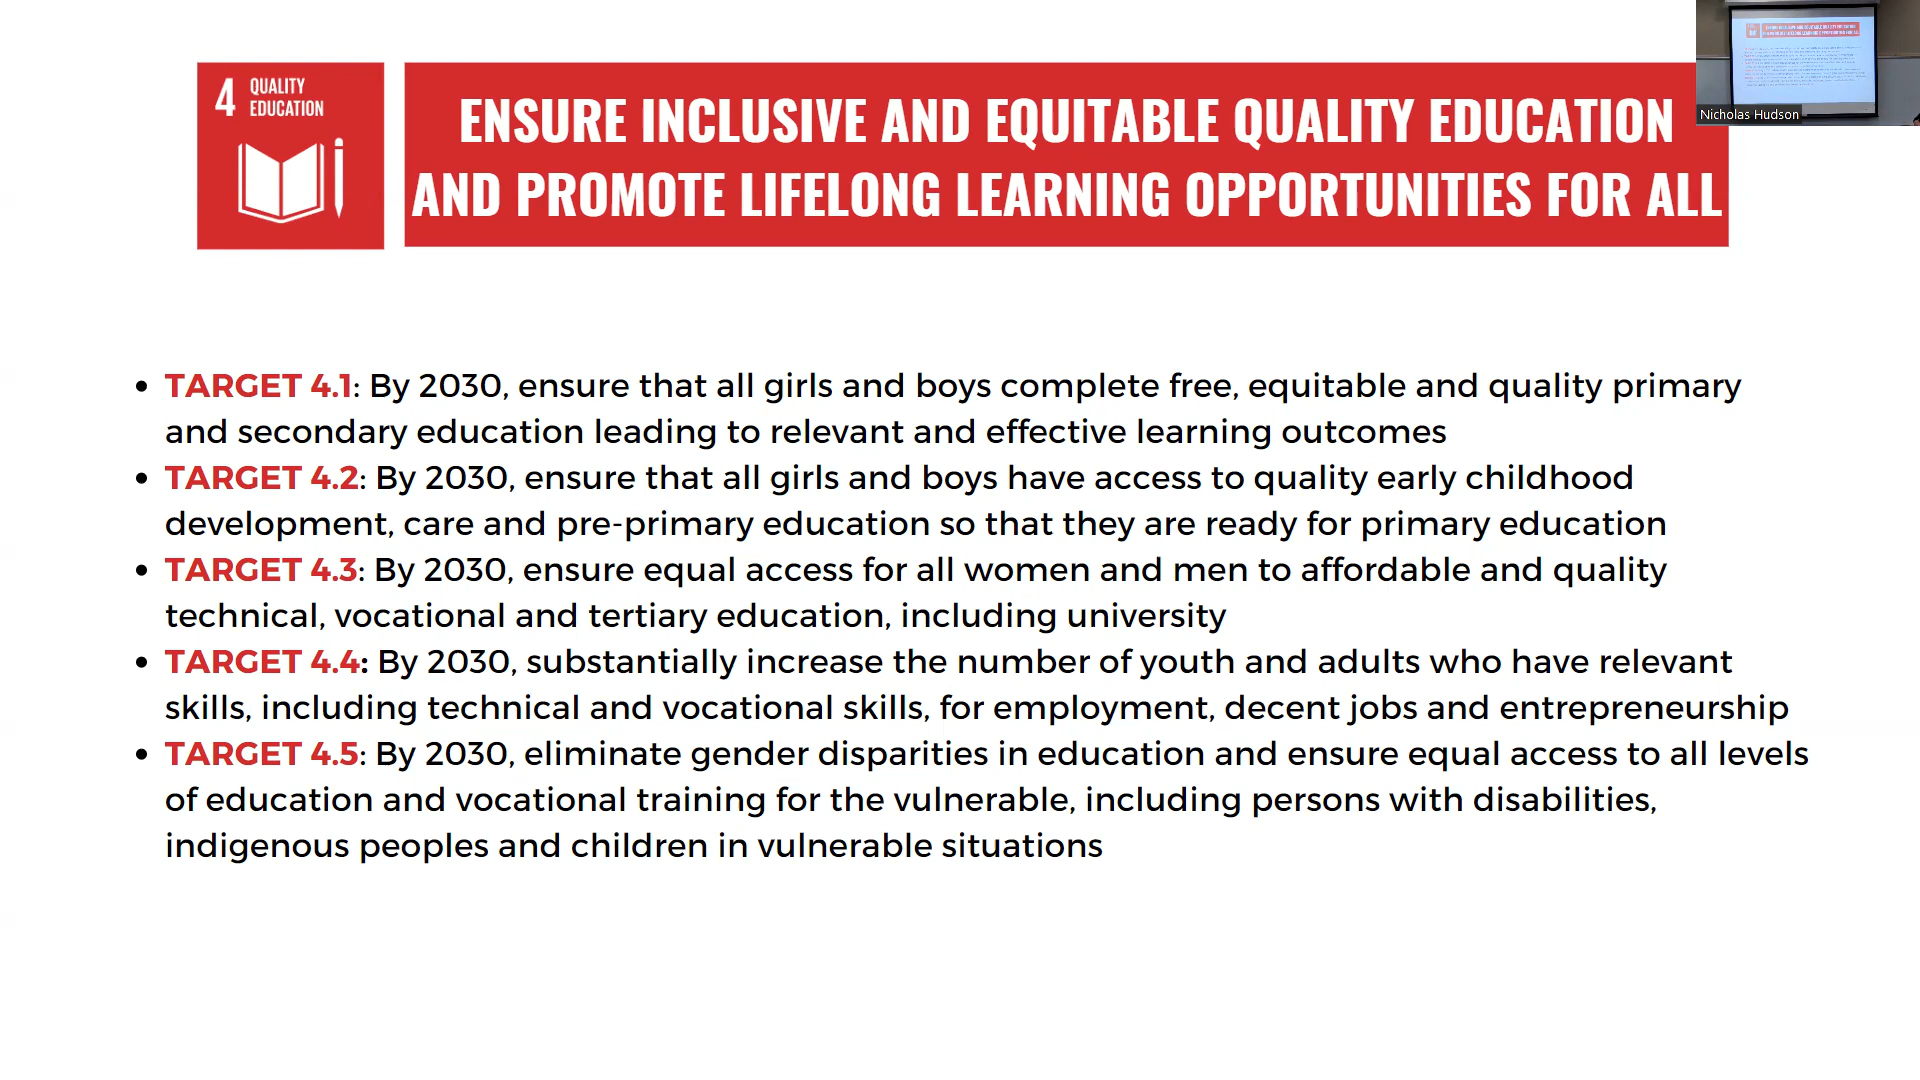 4 QUALITY
EDUCATION
ENSURE INCLUSIVE AND EQUITABLE QUALITY EDUCATION
AND PROMOTE LIFELONG LEARNING OPPORTUNITIES FOR ALL
Nicholas Hudson
• TARGET 4.1: By 2030, ensure that all girls and boys complete free, equitable and quality primary
and secondary education leading to relevant and effective learning outcomes
• TARGET 4.2: By 2030, ensure that all girls and boys have access to quality early childhood
development, care and pre-primary education so that they are ready for primary education
• TARGET 4.3: By 2030, ensure equal access for all women and men to affordable and quality
technical, vocational and tertiary education, including university
• TARGET 4.4: By 2030, substantially increase the number of youth and adults who have relevant
skills, including technical and vocational skills, for employment, decent jobs and entrepreneurship
• TARGET 4.5: By 2030, eliminate gender disparities in education and ensure equal access to all levels
of education and vocational training for the vulnerable, including persons with disabilities,
indigenous peoples and children in vulnerable situations